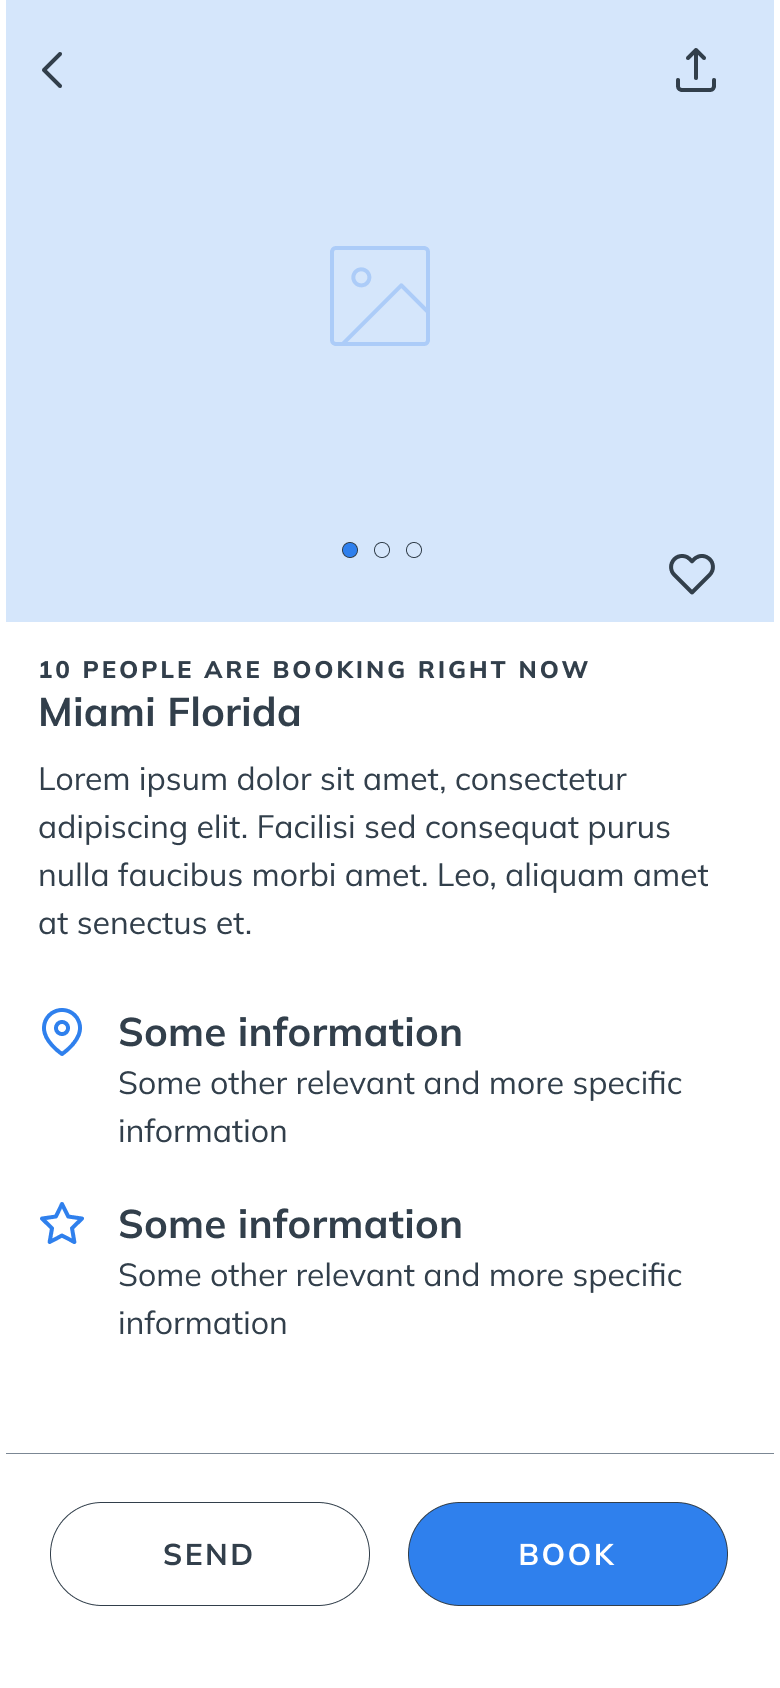 10 PEOPLE ARE BOOKING RIGHT NOW
Miami Florida
Lorem ipsum dolor sit amet, consectetur
adipiscing elit. Facilisi sed consequat purus
nulla faucibus morbi amet. Leo, aliquam amet
at senectus et.
Some information
Some other relevant and more specific
information
Some information
Some other relevant and more specific
information
SEND
BOOK